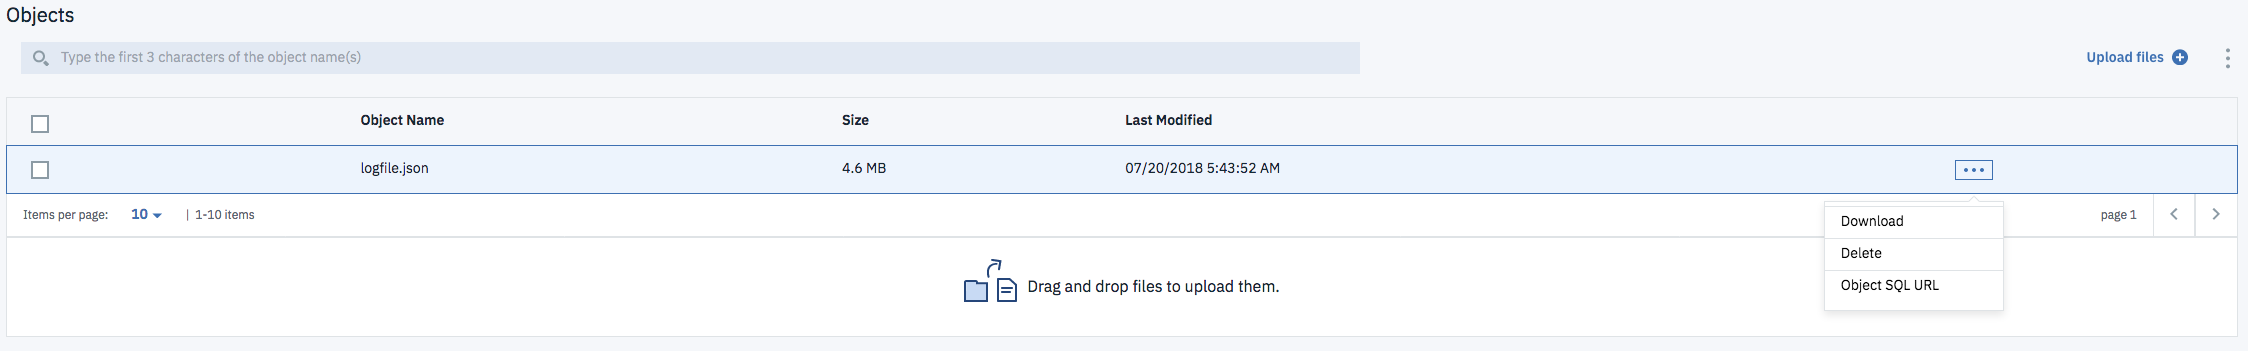 Objects
Type the first 3 characters of the object name(s)
Upload files
Object Name Size Last Modified
logfile.json 4.6 MB 07/20/2018 5:43:52 AM
Items per page: 10 | 1-10 items page 1
Download
Delete
Object SQL URL
Drag and drop files to upload them.